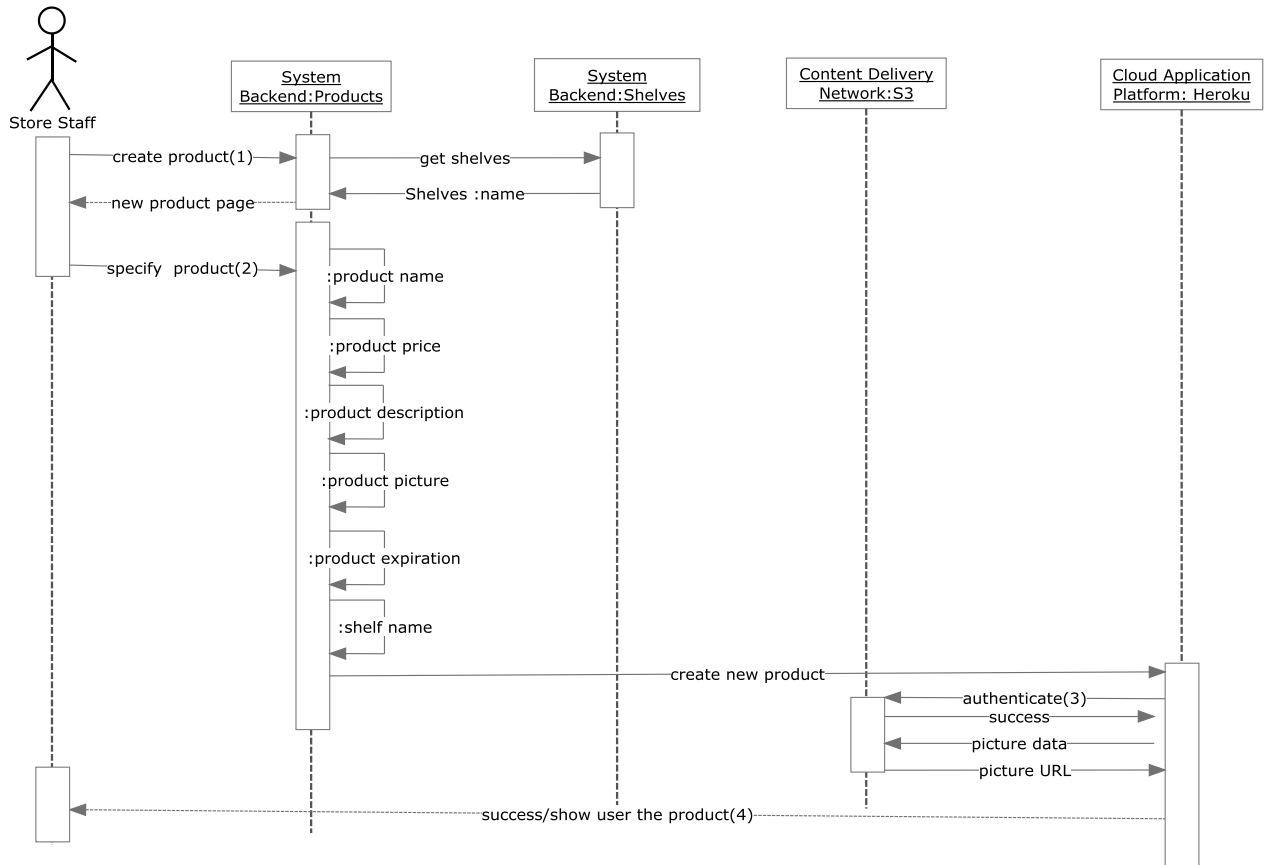 Store Staff
System
Backend:Products
System
Backend:Shelves
Content Delivery
Network:S3
Cloud Application
Platform: Heroku
create product(1)
get shelves
Shelves :name
new product page
specify  product(2)
:product name
:product price
:product description
:product picture
:product expiration
:shelf name
create new product
authenticate(3)
success
picture data
picture URL
success/show user the product(4)